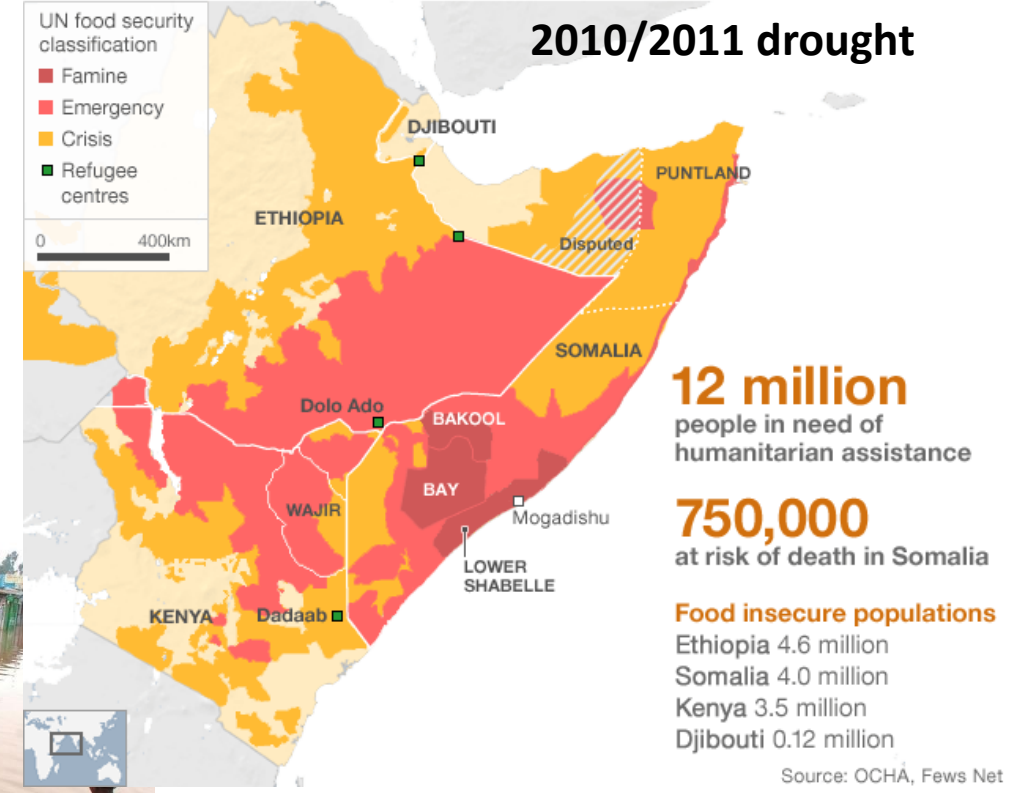 UN food security
classification
Famine
Emergency
Crisis
Refugee
centres
0 400km
2010/2011 drought
DJIBOUTI
PUNTLAND
ETHIOPIA
Disputed
SOMALIA
Dolo Ado
BAKOOL
BAY
WAJIR
Mogadishu
LOWER
SHABELLE
KENYA
KENYA
Dadaab
12 million
people in need of
humanitarian assistance
750,000
at risk of death in Somalia
Food insecure populations
Ethiopia 4.6 million
Somalia 4.0 million
Kenya 3.5 million
Djibouti 0.12 million
Source: OCHA, Fews Net